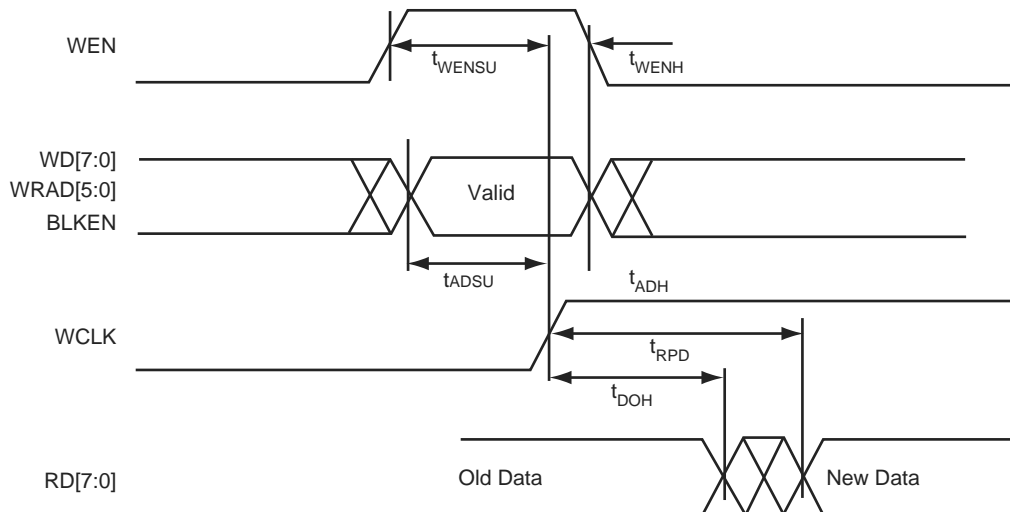 WEN
tWENSU
tWENH
WD[7:0]
WRAD[5:0]
BLKEN
Valid
tADSU
tADH
WCLK
tRPD
tDOH
RD[7:0]
Old Data
New Data